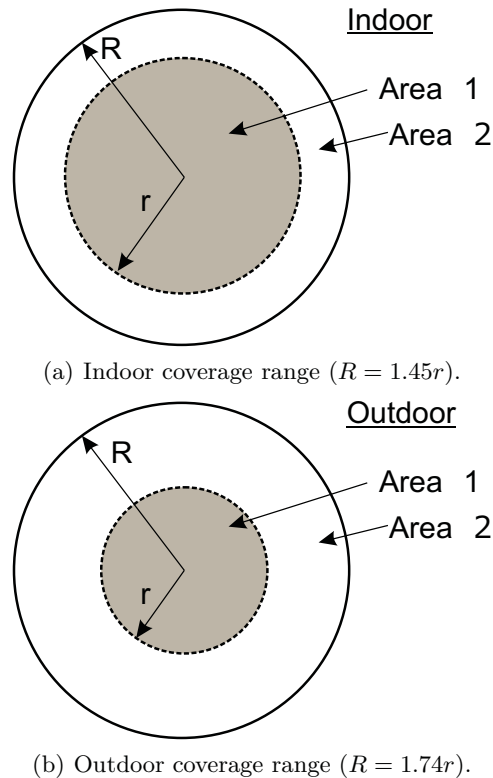 Indoor
R
Area 1
Area 2
r
(a) Indoor coverage range (R = 1.45r).
Outdoor
R
Area 1
Area 2
r
(b) Outdoor coverage range (R = 1.74r).